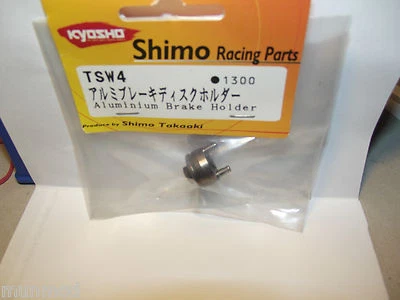 KYOSHO
Shimo Racing Parts
TSW4 ●1300
アルミブレーキディスクホルダー
Aluminium Brake Holder
Produce by Shimo Takaaki